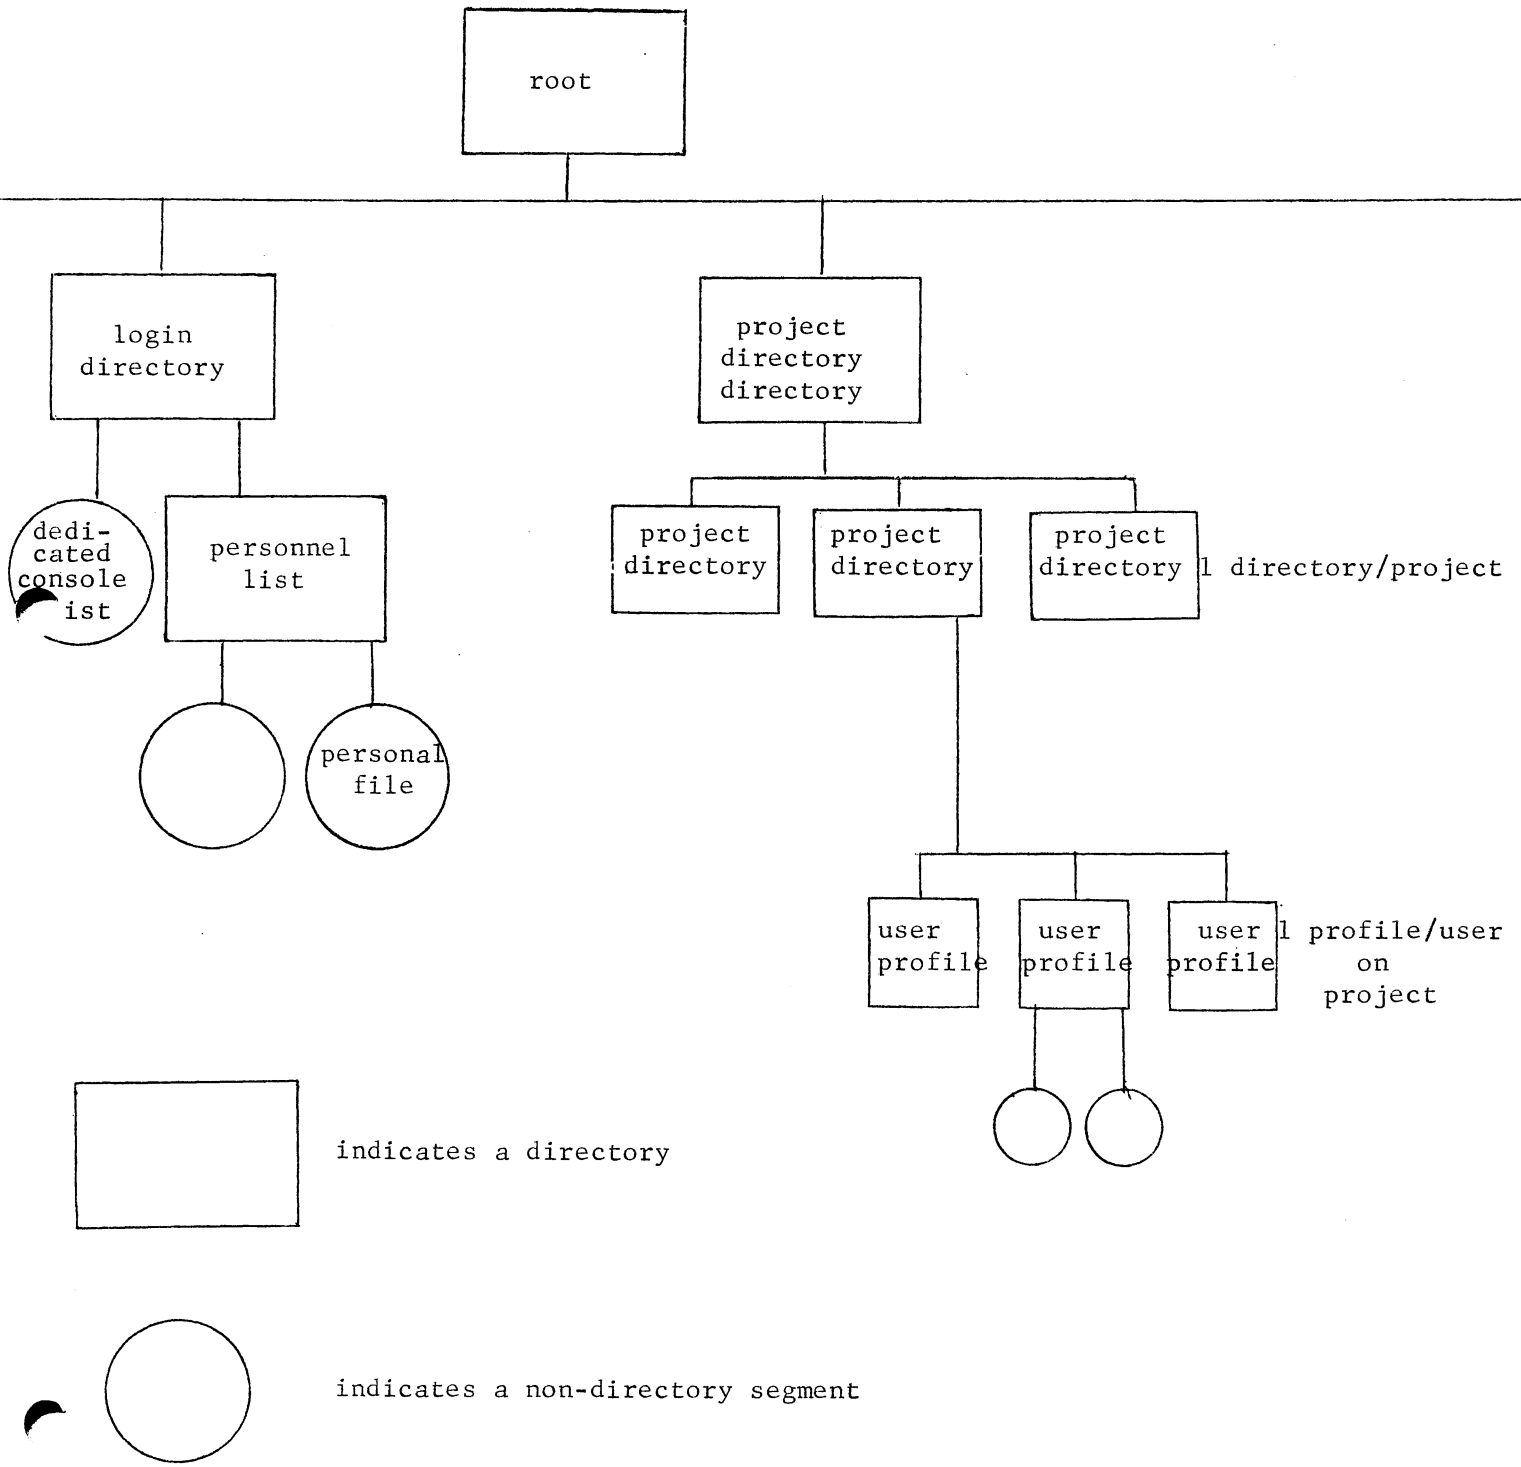 root
login
directory
project
directory
directory
dedi-
cated
console
ist
personnel
list
project
directory
project
directory
project
directory
1 directory/project
personal
file
user
profile
user
profile
user
profile
1 profile/user
on
project
indicates a directory
indicates a non-directory segment